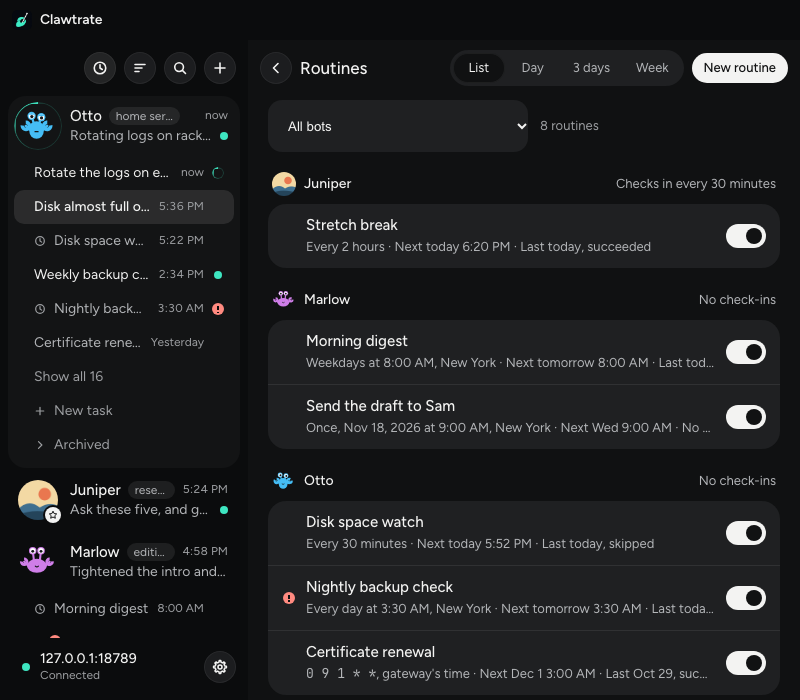 Clawtrate
Otto home ser... now
Rotating logs on rack...
Rotate the logs on e... now
Disk almost full o... 5:36 PM
Disk space w... 5:22 PM
Weekly backup c... 2:34 PM
Nightly back... 3:30 AM
Certificate rene... Yesterday
Show all 16
+ New task
Archived
Juniper rese... 5:24 PM
Ask these five, and g...
Marlow editi... 4:58 PM
Tightened the intro and...
Morning digest 8:00 AM
127.0.0.1:18789
Connected
Routines
List Day 3 days Week
New routine
All bots
8 routines
Juniper Checks in every 30 minutes
Stretch break
Every 2 hours · Next today 6:20 PM · Last today, succeeded
Marlow No check-ins
Morning digest
Weekdays at 8:00 AM, New York · Next tomorrow 8:00 AM · Last tod...
Send the draft to Sam
Once, Nov 18, 2026 at 9:00 AM, New York · Next Wed 9:00 AM · No ...
Otto No check-ins
Disk space watch
Every 30 minutes · Next today 5:52 PM · Last today, skipped
Nightly backup check
Every day at 3:30 AM, New York · Next tomorrow 3:30 AM · Last toda...
Certificate renewal
0 9 1 * *, gateway's time · Next Dec 1 3:00 AM · Last Oct 29, suc...